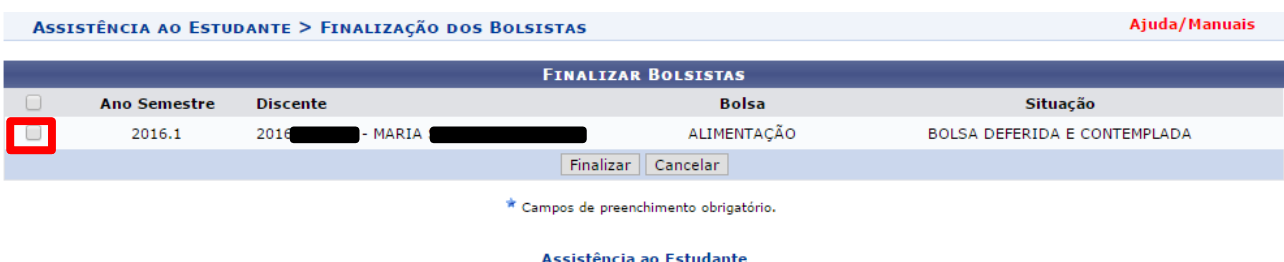 Assistência ao Estudante > Finalização dos Bolsistas Ajuda/Manuais
Finalizar Bolsistas
Ano Semestre Discente Bolsa Situação
2016.1 2016 - MARIA ALIMENTAÇÃO BOLSA DEFERIDA E CONTEMPLADA
Finalizar Cancelar
Campos de preenchimento obrigatório.
Assistência ao Estudante